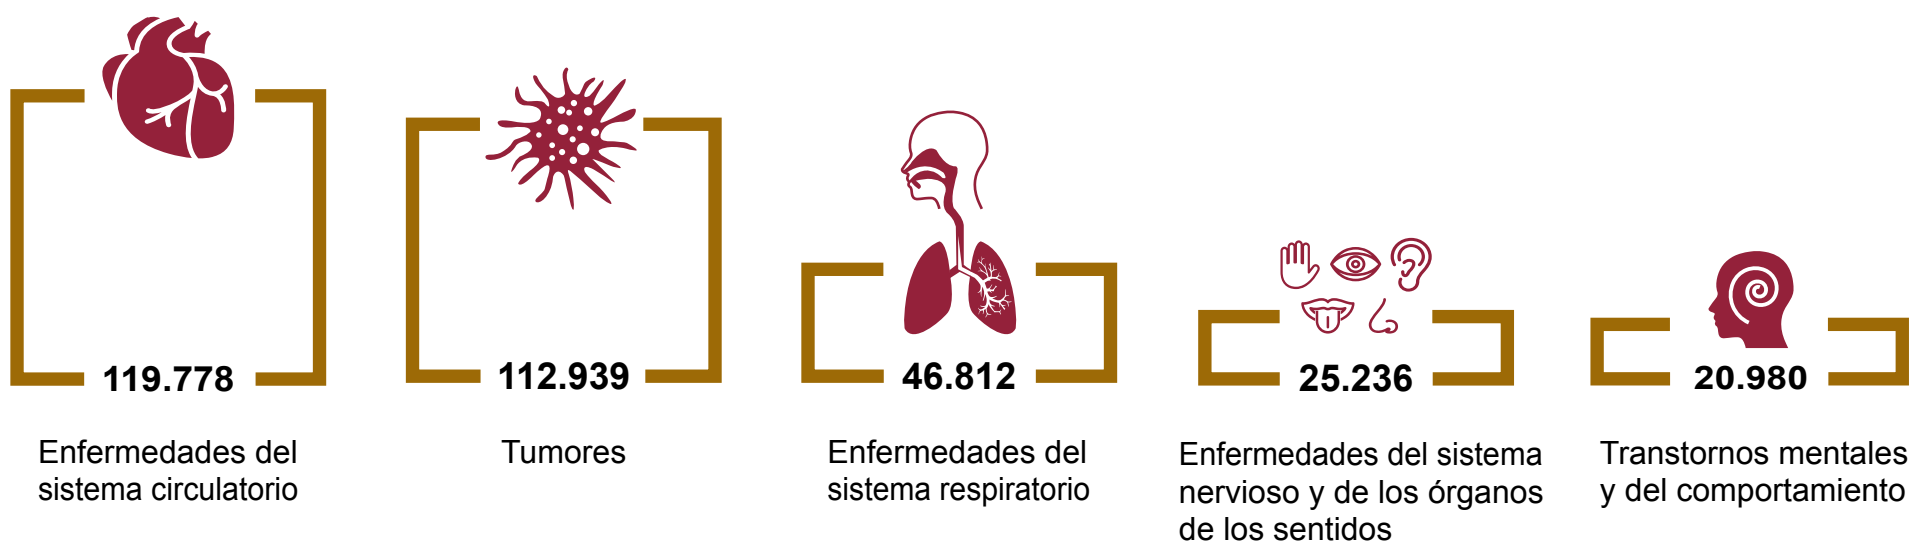 119.778
Enfermedades del
sistema circulatorio
112.939
Tumores
46.812
Enfermedades del
sistema respiratorio
25.236
Enfermedades del sistema
nervioso y de los órganos
de los sentidos
20.980
Transtornos mentales
y del comportamiento